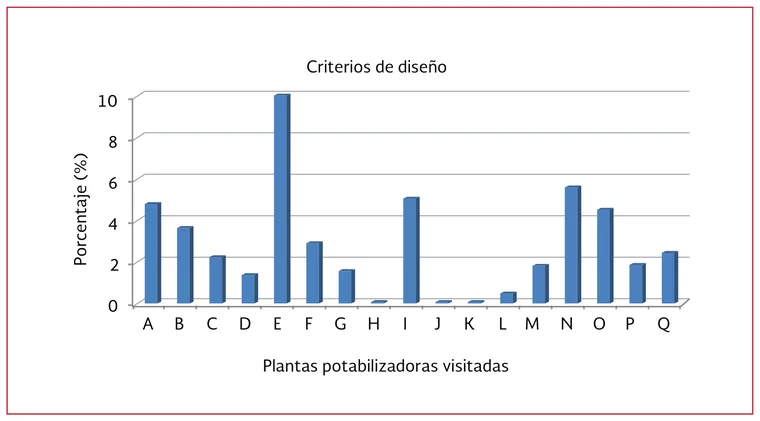 Criterios de diseño
Porcentaje (%)
10
8
6
4
2
0
A B C D E F G H I J K L M N O P Q
Plantas potabilizadoras visitadas